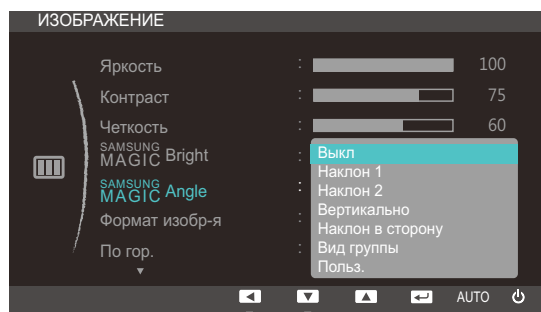 ИЗОБРАЖЕНИЕ
Яркость : 100
Контраст : 75
Четкость : 60
SAMSUNG MAGIC Bright :
SAMSUNG MAGIC Angle :
Формат изобр-я :
По гор. :
Выкл
Наклон 1
Наклон 2
Вертикально
Наклон в сторону
Вид группы
Польз.
AUTO